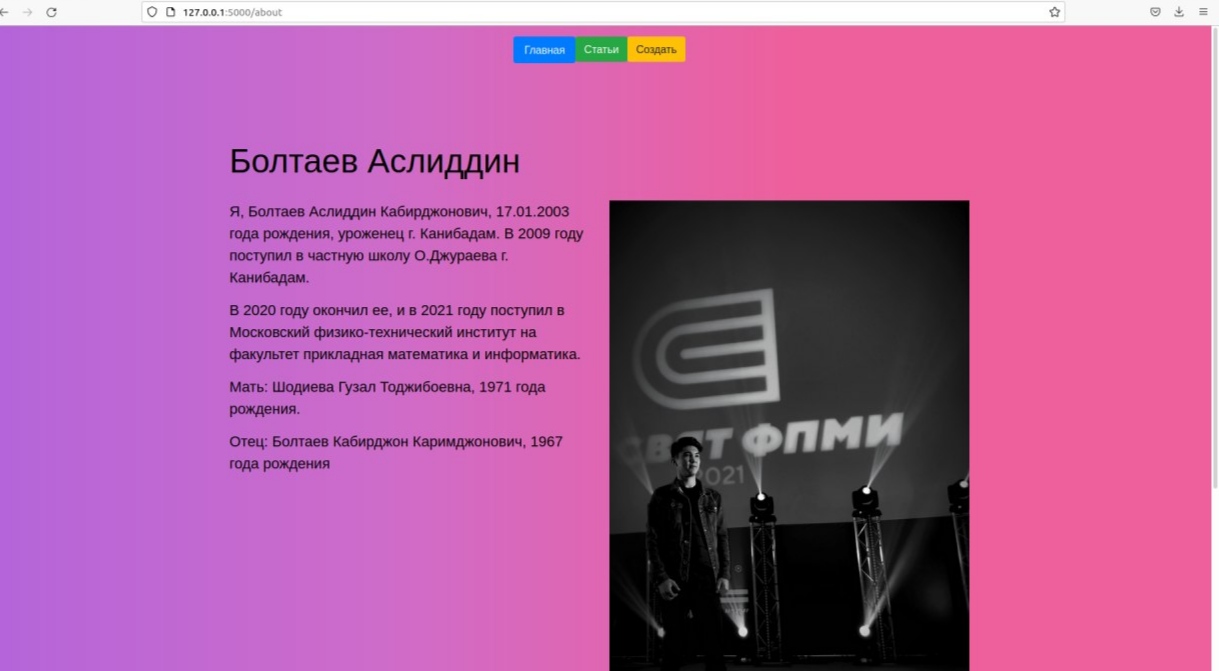 127.0.0.1:5000/about
Главная Статьи Создать
Болтаев Аслиддин
Я, Болтаев Аслиддин Кабирджонович, 17.01.2003
года рождения, уроженец г. Канибадам. В 2009 году
поступил в частную школу О.Джураева г.
Канибадам.
В 2020 году окончил ее, и в 2021 году поступил в
Московский физико-технический институт на
факультет прикладная математика и информатика.
Мать: Шодиева Гузал Тоджибоевна, 1971 года
рождения.
Отец: Болтаев Кабирджон Каримджонович, 1967
года рождения
СВЯТ ФПМИ
2021